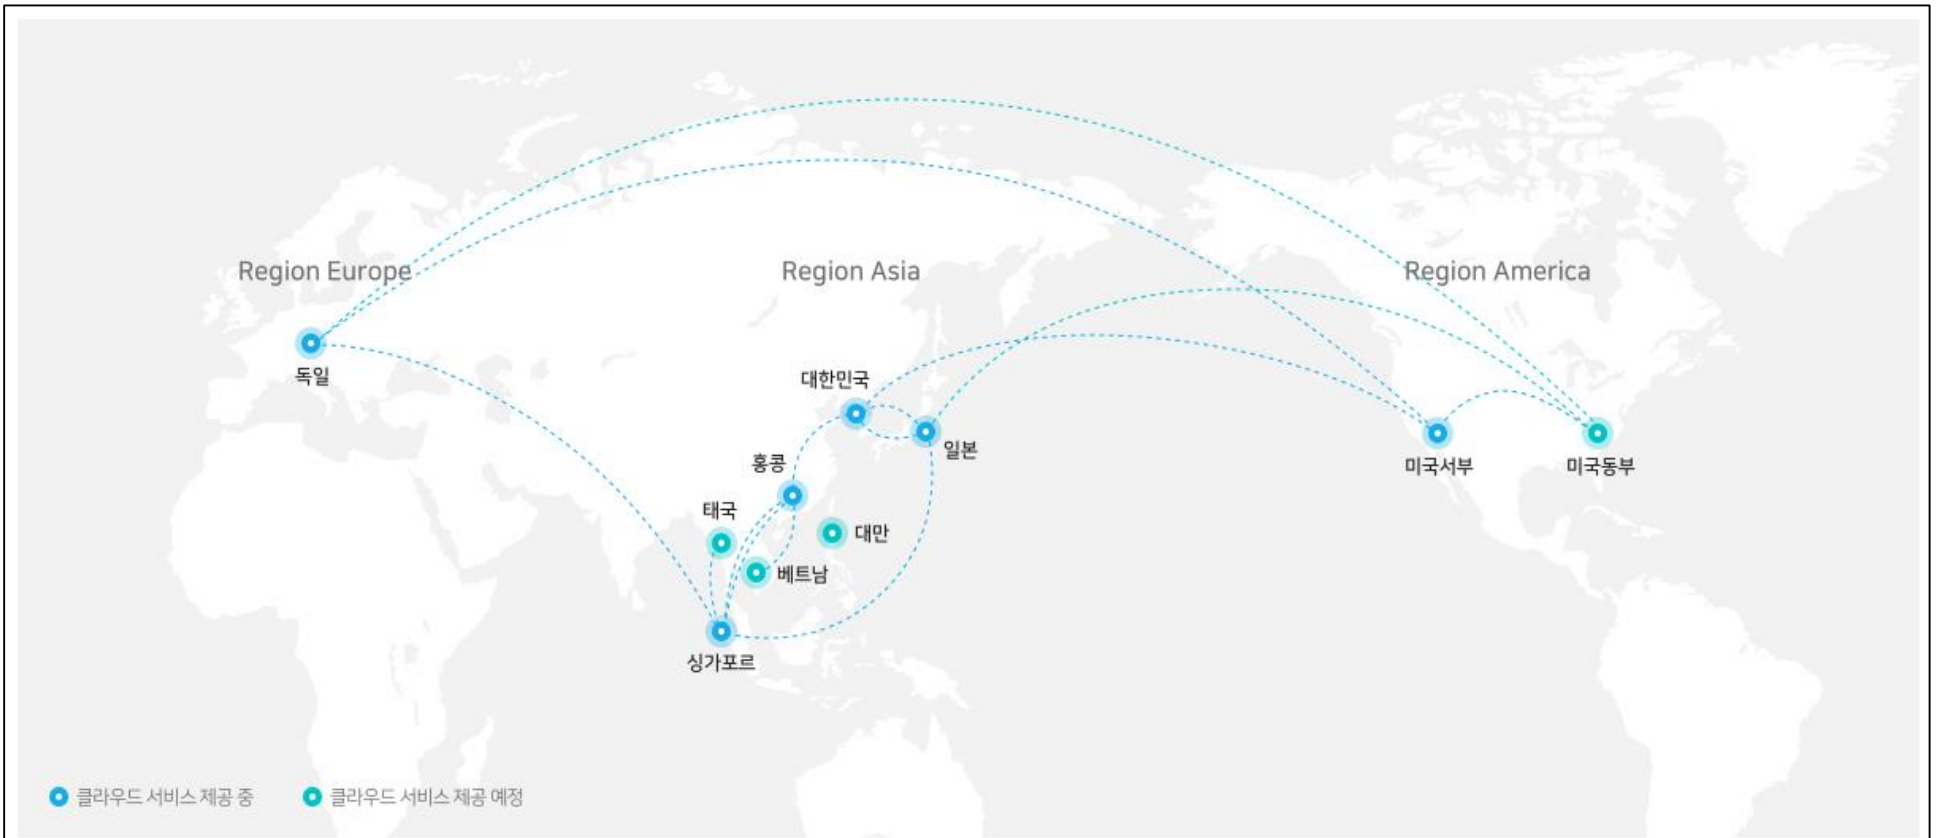 Region Europe
Region Asia
Region America
독일
대한민국
일본
홍콩
미국서부
미국동부
태국
대만
베트남
싱가포르
클라우드 서비스 제공 중
클라우드 서비스 제공 예정